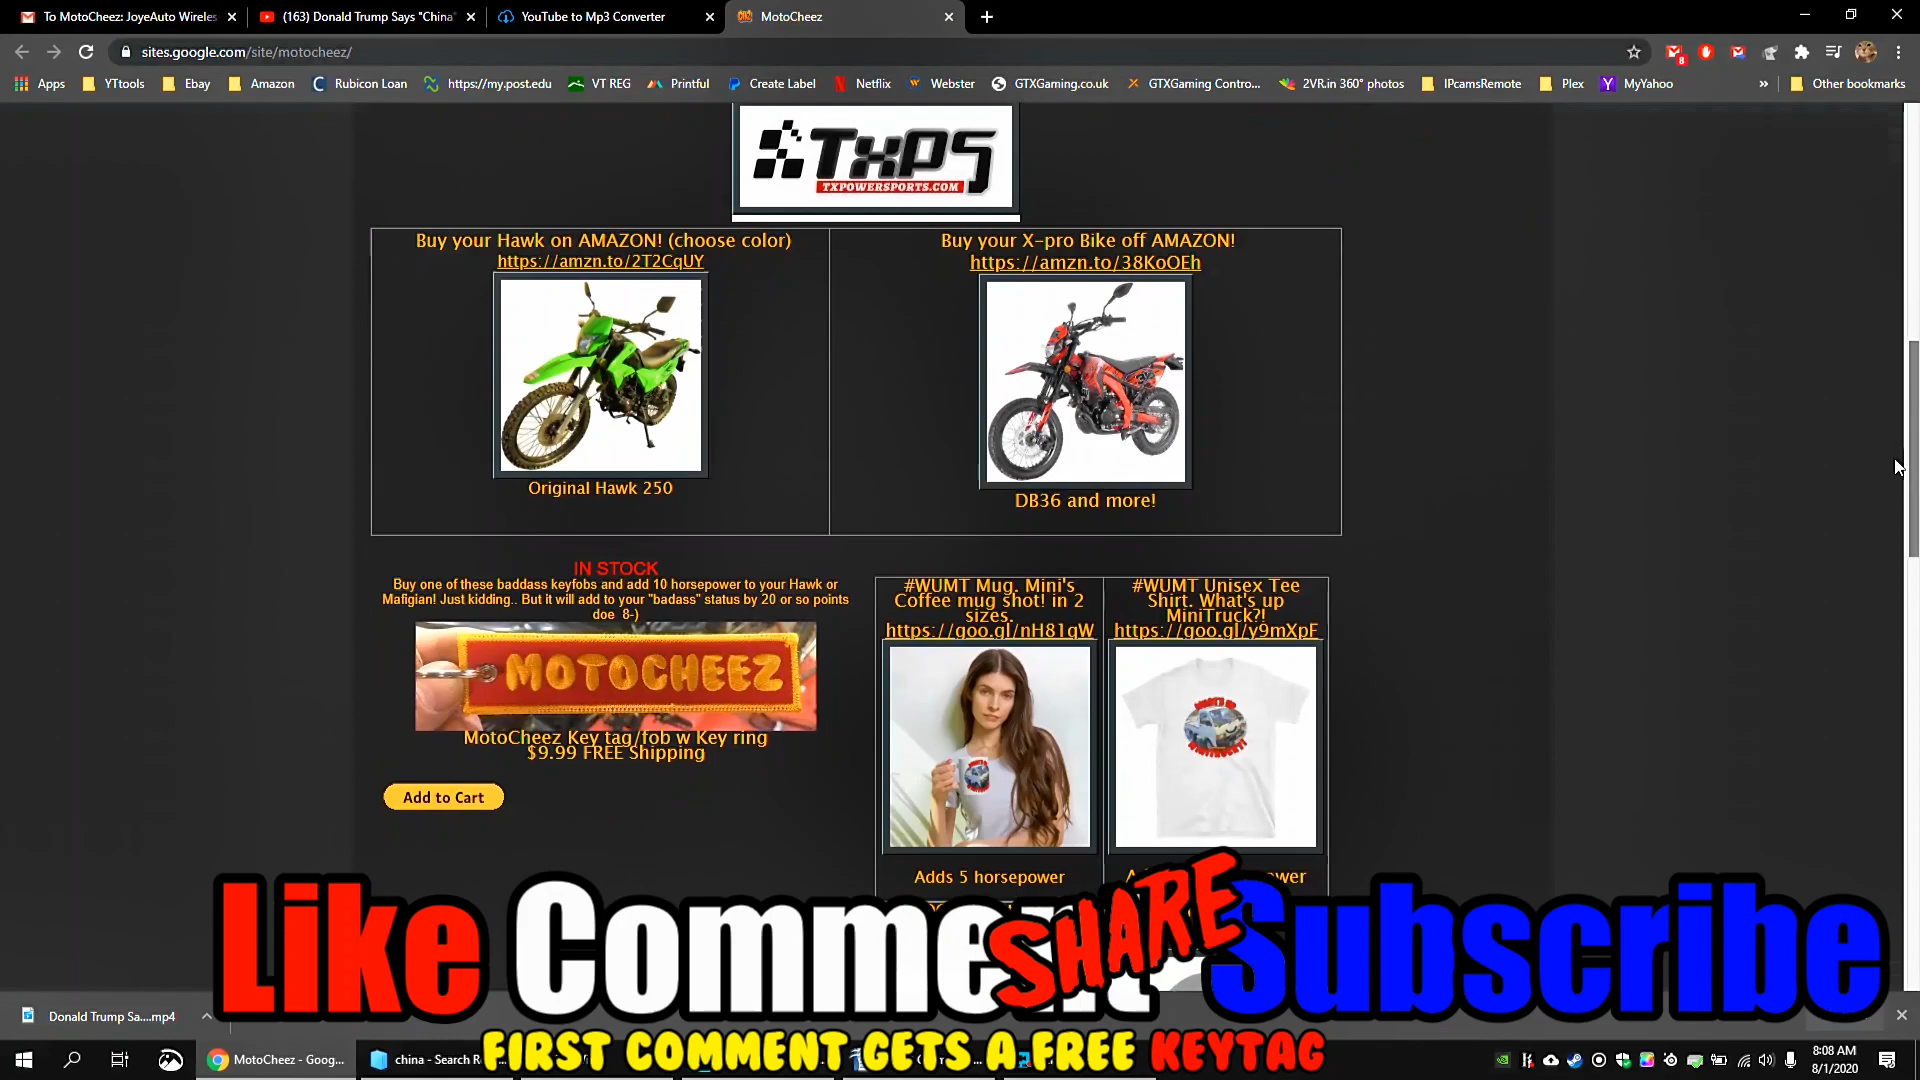 To MotoCheez: JoyeAuto Wireles
(163) Donald Trump Says "China"
YouTube to Mp3 Converter
MotoCheez
sites.google.com/site/motocheez/
8
Apps
YTtools
Ebay
Amazon
Rubicon Loan
https://my.post.edu
VT REG
Printful
Create Label
Netflix
Webster
GTXGaming.co.uk
GTXGaming Contro...
2VR.in 360° photos
IPcamsRemote
Plex
MyYahoo
Other bookmarks
TXPS
TXPOWERSPORTS.COM
Buy your Hawk on AMAZON! (choose color)
https://amzn.to/2T2CqUY
Original Hawk 250
Buy your X-pro Bike off AMAZON!
https://amzn.to/38KoOEh
DB36 and more!
IN STOCK
Buy one of these baddass keyfobs and add 10 horsepower to your Hawk or
Mafigian! Just kidding.. But it will add to your "badass" status by 20 or so points
doe 8-)
MOTOCHEEZ
MotoCheez Key tag/fob w Key ring
$9.99 FREE Shipping
Add to Cart
#WUMT Mug. Mini's
Coffee mug shot! in 2
sizes.
https://goo.gl/nH81qW
Adds 5 horsepower
#WUMT Unisex Tee
Shirt. What's up
MiniTruck?!
https://goo.gl/y9mXpF
WHAT'S UP
MINITRUCK?!
Like Comment SHARE Subscribe
FIRST COMMENT GETS A FREE KEYTAG
Donald Trump Sa....mp4
MotoCheez - Goog...
china - Search R
8:08 AM
8/1/2020